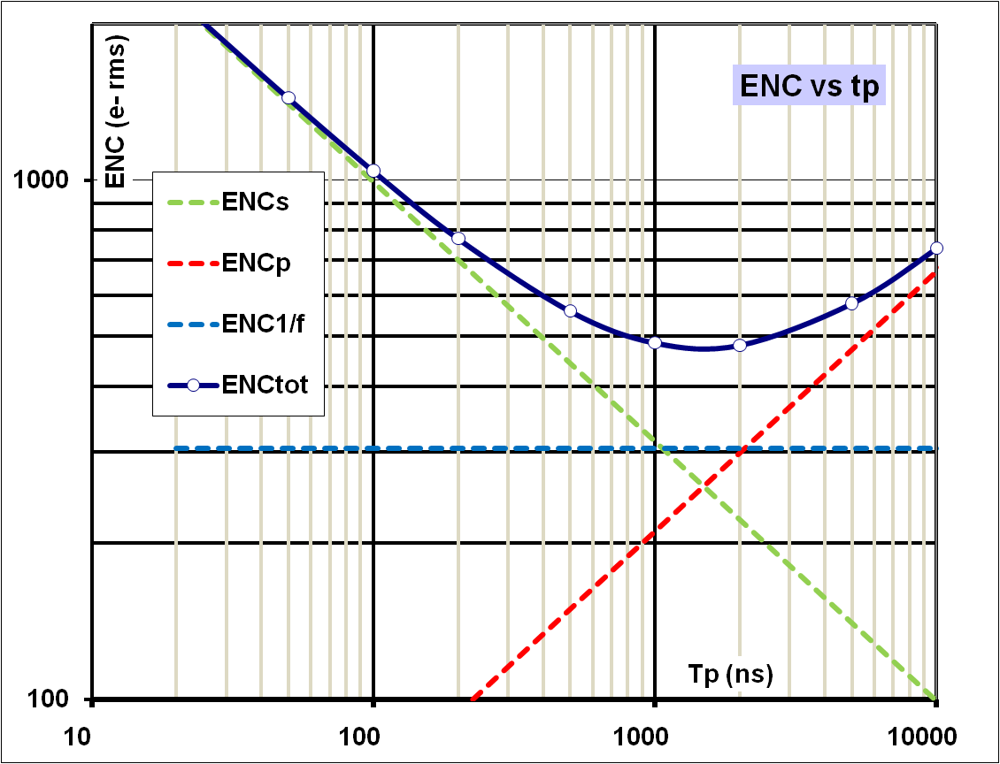 ENC (e- rms)
ENC vs tp
1000
ENCs
ENCp
ENC1/f
ENCtot
Tp (ns)
100
10 100 1000 10000